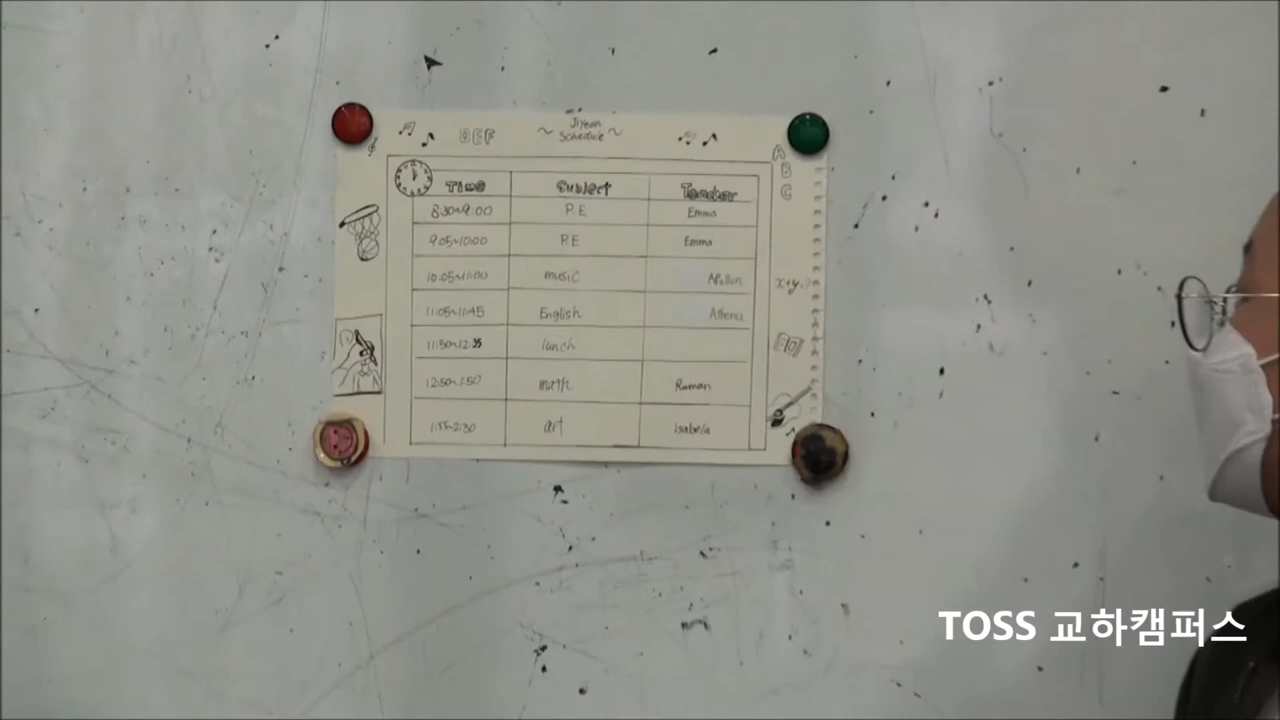 DEF
~ Jiyeon
Schedule ~
A
B
C
Time Subject Teacher
8:30~9:00 P.E Emma
9:05~10:00 P.E Emma
10:05~11:00 music Apollon
11:05~11:45 English Athena
11:50~12:35 lunch
12:50~1:50 math Roman
1:55~2:30 art Isabela
TOSS 교하캠퍼스